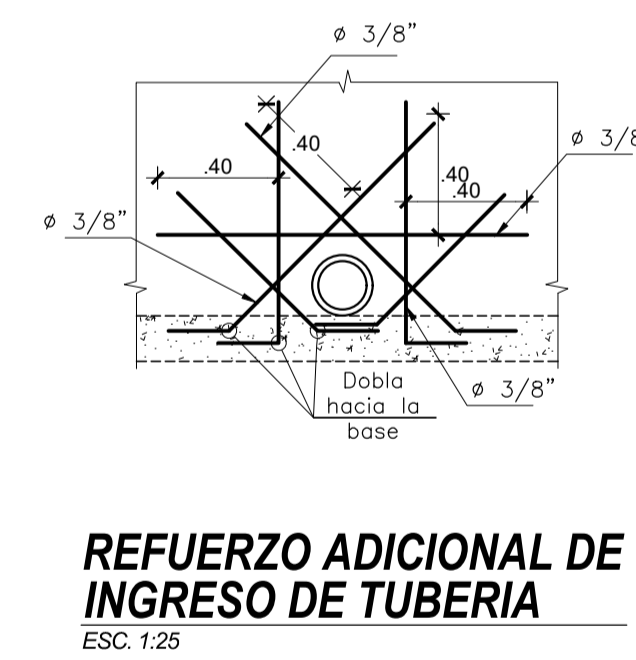 ø 3/8"
.40
.40
ø 3/8
.40
.40
ø 3/8"
ø 3/8"
Dobla
hacia la
base
REFUERZO ADICIONAL DE
INGRESO DE TUBERIA
ESC. 1:25